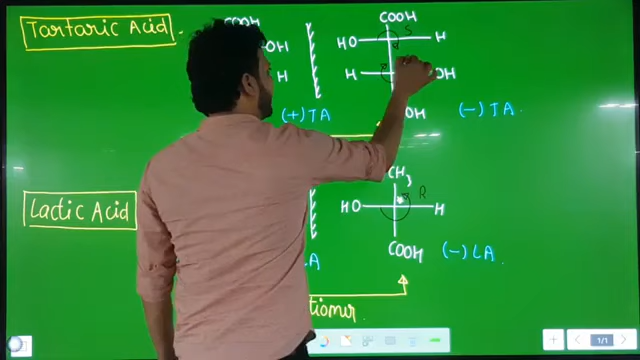 Tartaric Acid
COOH
OH
H
(+) TA
COOH
HO H
S
H OH
OH
(-) TA
Lactic Acid
CH3
R
HO H
COOH
(-) LA
A
tiomer
1/1